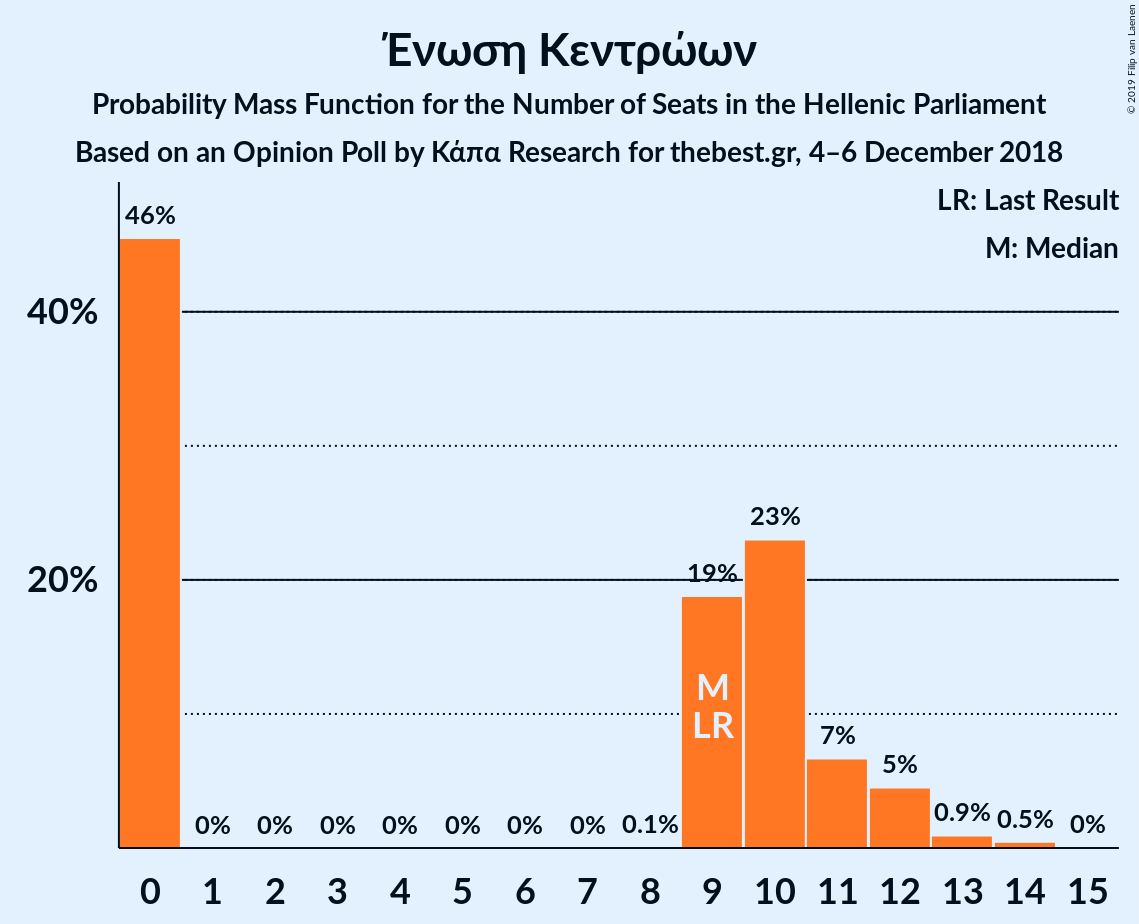 Ένωση Κεντρώων
Probability Mass Function for the Number of Seats in the Hellenic Parliament
Based on an Opinion Poll by Κάπα Research for thebest.gr, 4–6 December 2018
© 2019 Filip van Laenen
LR: Last Result
M: Median
46%
40%
23%
20%
19%
M
LR
7%
5%
0% 0% 0% 0% 0% 0% 0% 0.1% 0.9% 0.5% 0%
0 1 2 3 4 5 6 7 8 9 10 11 12 13 14 15